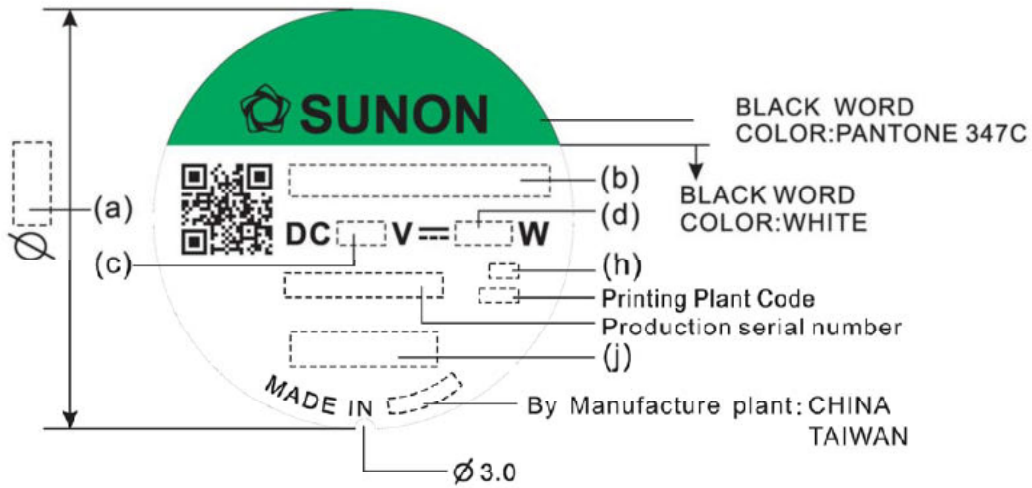 SUNON
BLACK WORD
COLOR:PANTONE 347C
(a)
(b)
BLACK WORD
COLOR:WHITE
(d)
DC V W
(c)
(h)
Printing Plant Code
Production serial number
(j)
MADE IN
By Manufacture plant: CHINA
TAIWAN
Ø
Ø 3.0